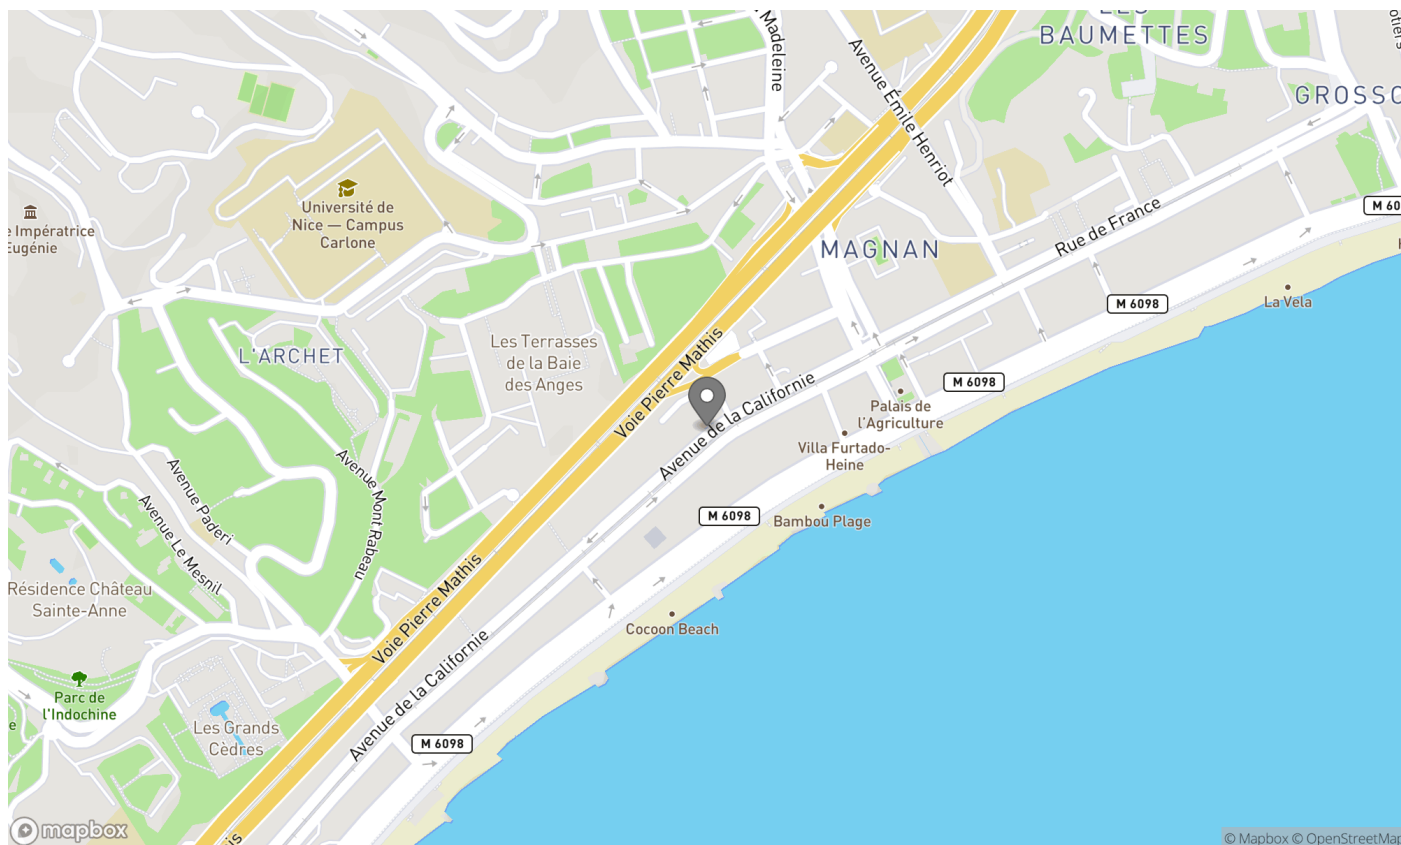 LES
BAUMETTES
GROSSO
Madeleine
Avenue Émile Henriot
Université de
Nice — Campus
Carlone
e Impératrice
Eugénie
M 60
Rue de France
MAGNAN
La Vela
M 6098
L'ARCHET
Les Terrasses
de la Baie
des Anges
Voie Pierre Mathis
Avenue de la Californie
M 6098
Palais de
l'Agriculture
Villa Furtado-
Heine
Avenue Mont Rabeau
Avenue Paderi
Avenue Le Mesnil
M 6098
Bambou Plage
Résidence Château
Sainte-Anne
Voie Pierre Mathis
Cocoon Beach
Avenue de la Californie
Parc de
l'Indochine
e
Les Grands
Cèdres
M 6098
mapbox
is
© Mapbox © OpenStreetMap